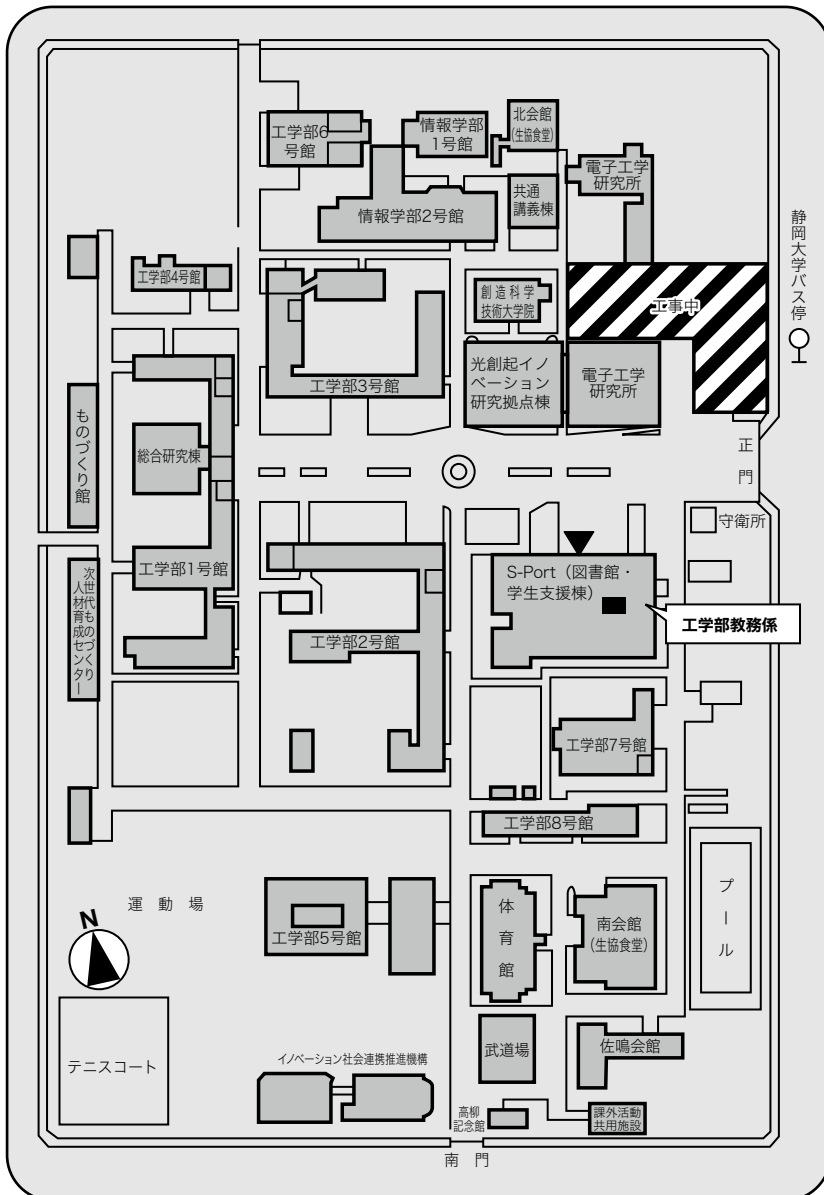 工学部6
号館
情報学部
1号館
北会館
(生協食堂)
電子工学
研究所
共通
講義棟
情報学部2号館
静岡大学バス停
工学部4号館
創造科学
技術大学院
工事中
工学部3号館
光創起イノ
ベーション
研究拠点棟
電子工学
研究所
ものづくり館
総合研究棟
正門
守衛所
工学部1号館
S-Port(図書館・
学生支援棟)
次世代ものづくり
人材育成センター
工学部教務係
工学部2号館
工学部7号館
工学部8号館
運動場
N
工学部5号館
体育館
南会館
(生協食堂)
プール
テニスコート
イノベーション社会連携推進機構
武道場
佐鳴会館
高柳
記念館
課外活動
共用施設
南門